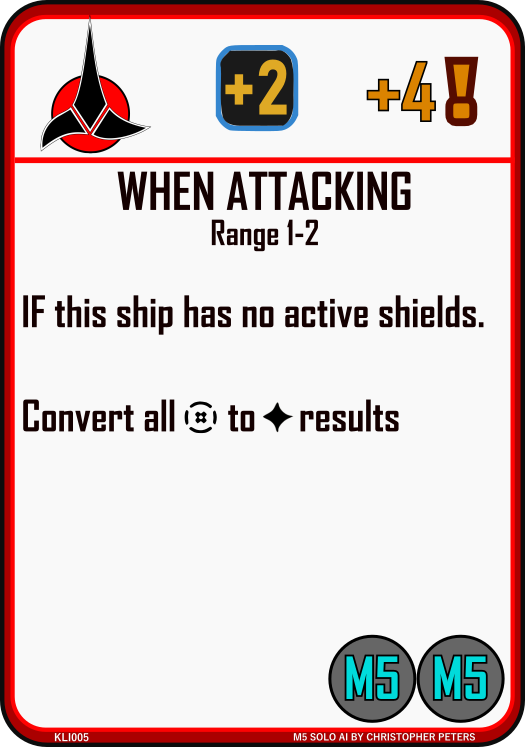 +2 +4!
WHEN ATTACKING
Range 1-2
IF this ship has no active shields.
Convert all to results
M5 M5
KLI005 M5 SOLO AI BY CHRISTOPHER PETERS